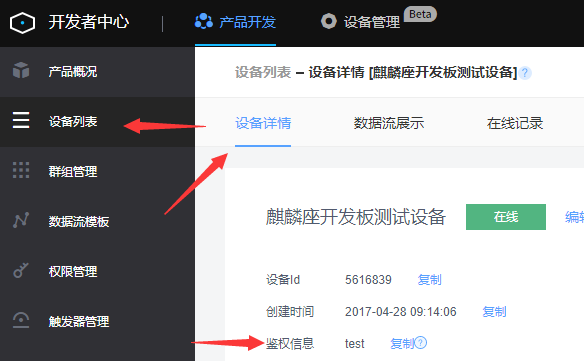 开发者中心 产品开发 设备管理 Beta
产品概况
设备列表
群组管理
数据流模板
权限管理
触发器管理
设备列表 – 设备详情 [麒麟座开发板测试设备] ?
设备详情 数据流展示 在线记录
麒麟座开发板测试设备 在线
设备Id 5616839 复制
创建时间 2017-04-28 09:14:06 复制
鉴权信息 test 复制 ?